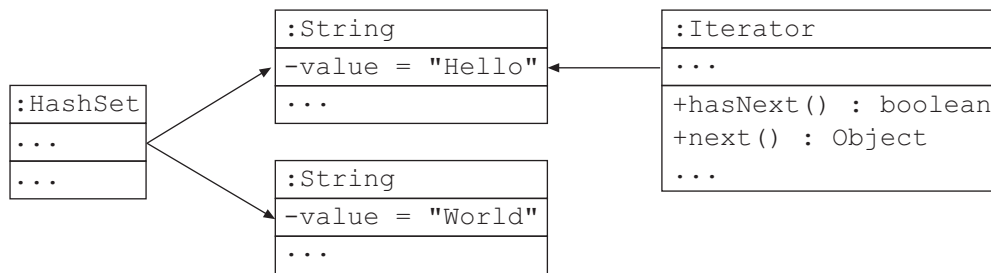 :HashSet
...
...
:String
-value = "Hello"
...
:String
-value = "World"
...
:Iterator
...
+hasNext() : boolean
+next() : Object
...